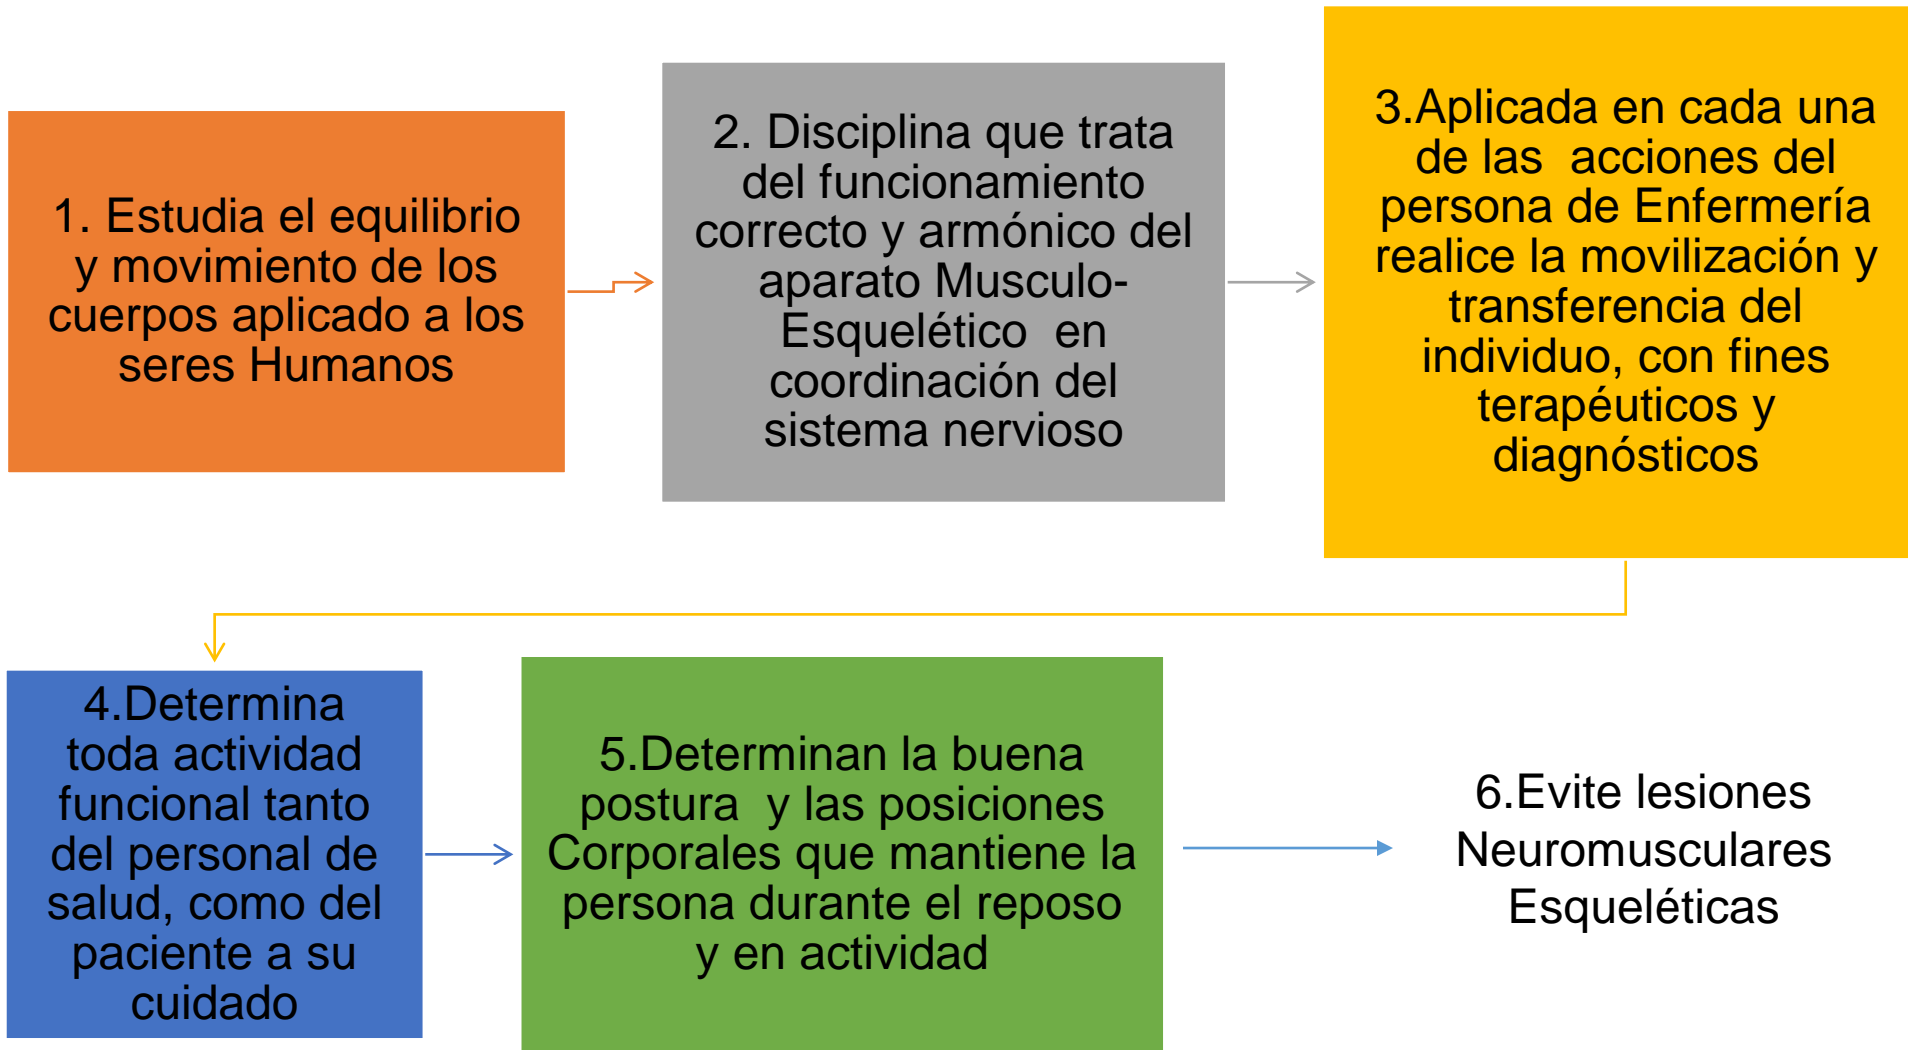 1. Estudia el equilibrio
y movimiento de los
cuerpos aplicado a los
seres Humanos
2. Disciplina que trata
del funcionamiento
correcto y armónico del
aparato Musculo-
Esquelético en
coordinación del
sistema nervioso
3.Aplicada en cada una
de las acciones del
persona de Enfermería
realice la movilización y
transferencia del
individuo, con fines
terapéuticos y
diagnósticos
4.Determina
toda actividad
funcional tanto
del personal de
salud, como del
paciente a su
cuidado
5.Determinan la buena
postura y las posiciones
Corporales que mantiene la
persona durante el reposo
y en actividad
6.Evite lesiones
Neuromusculares
Esqueléticas